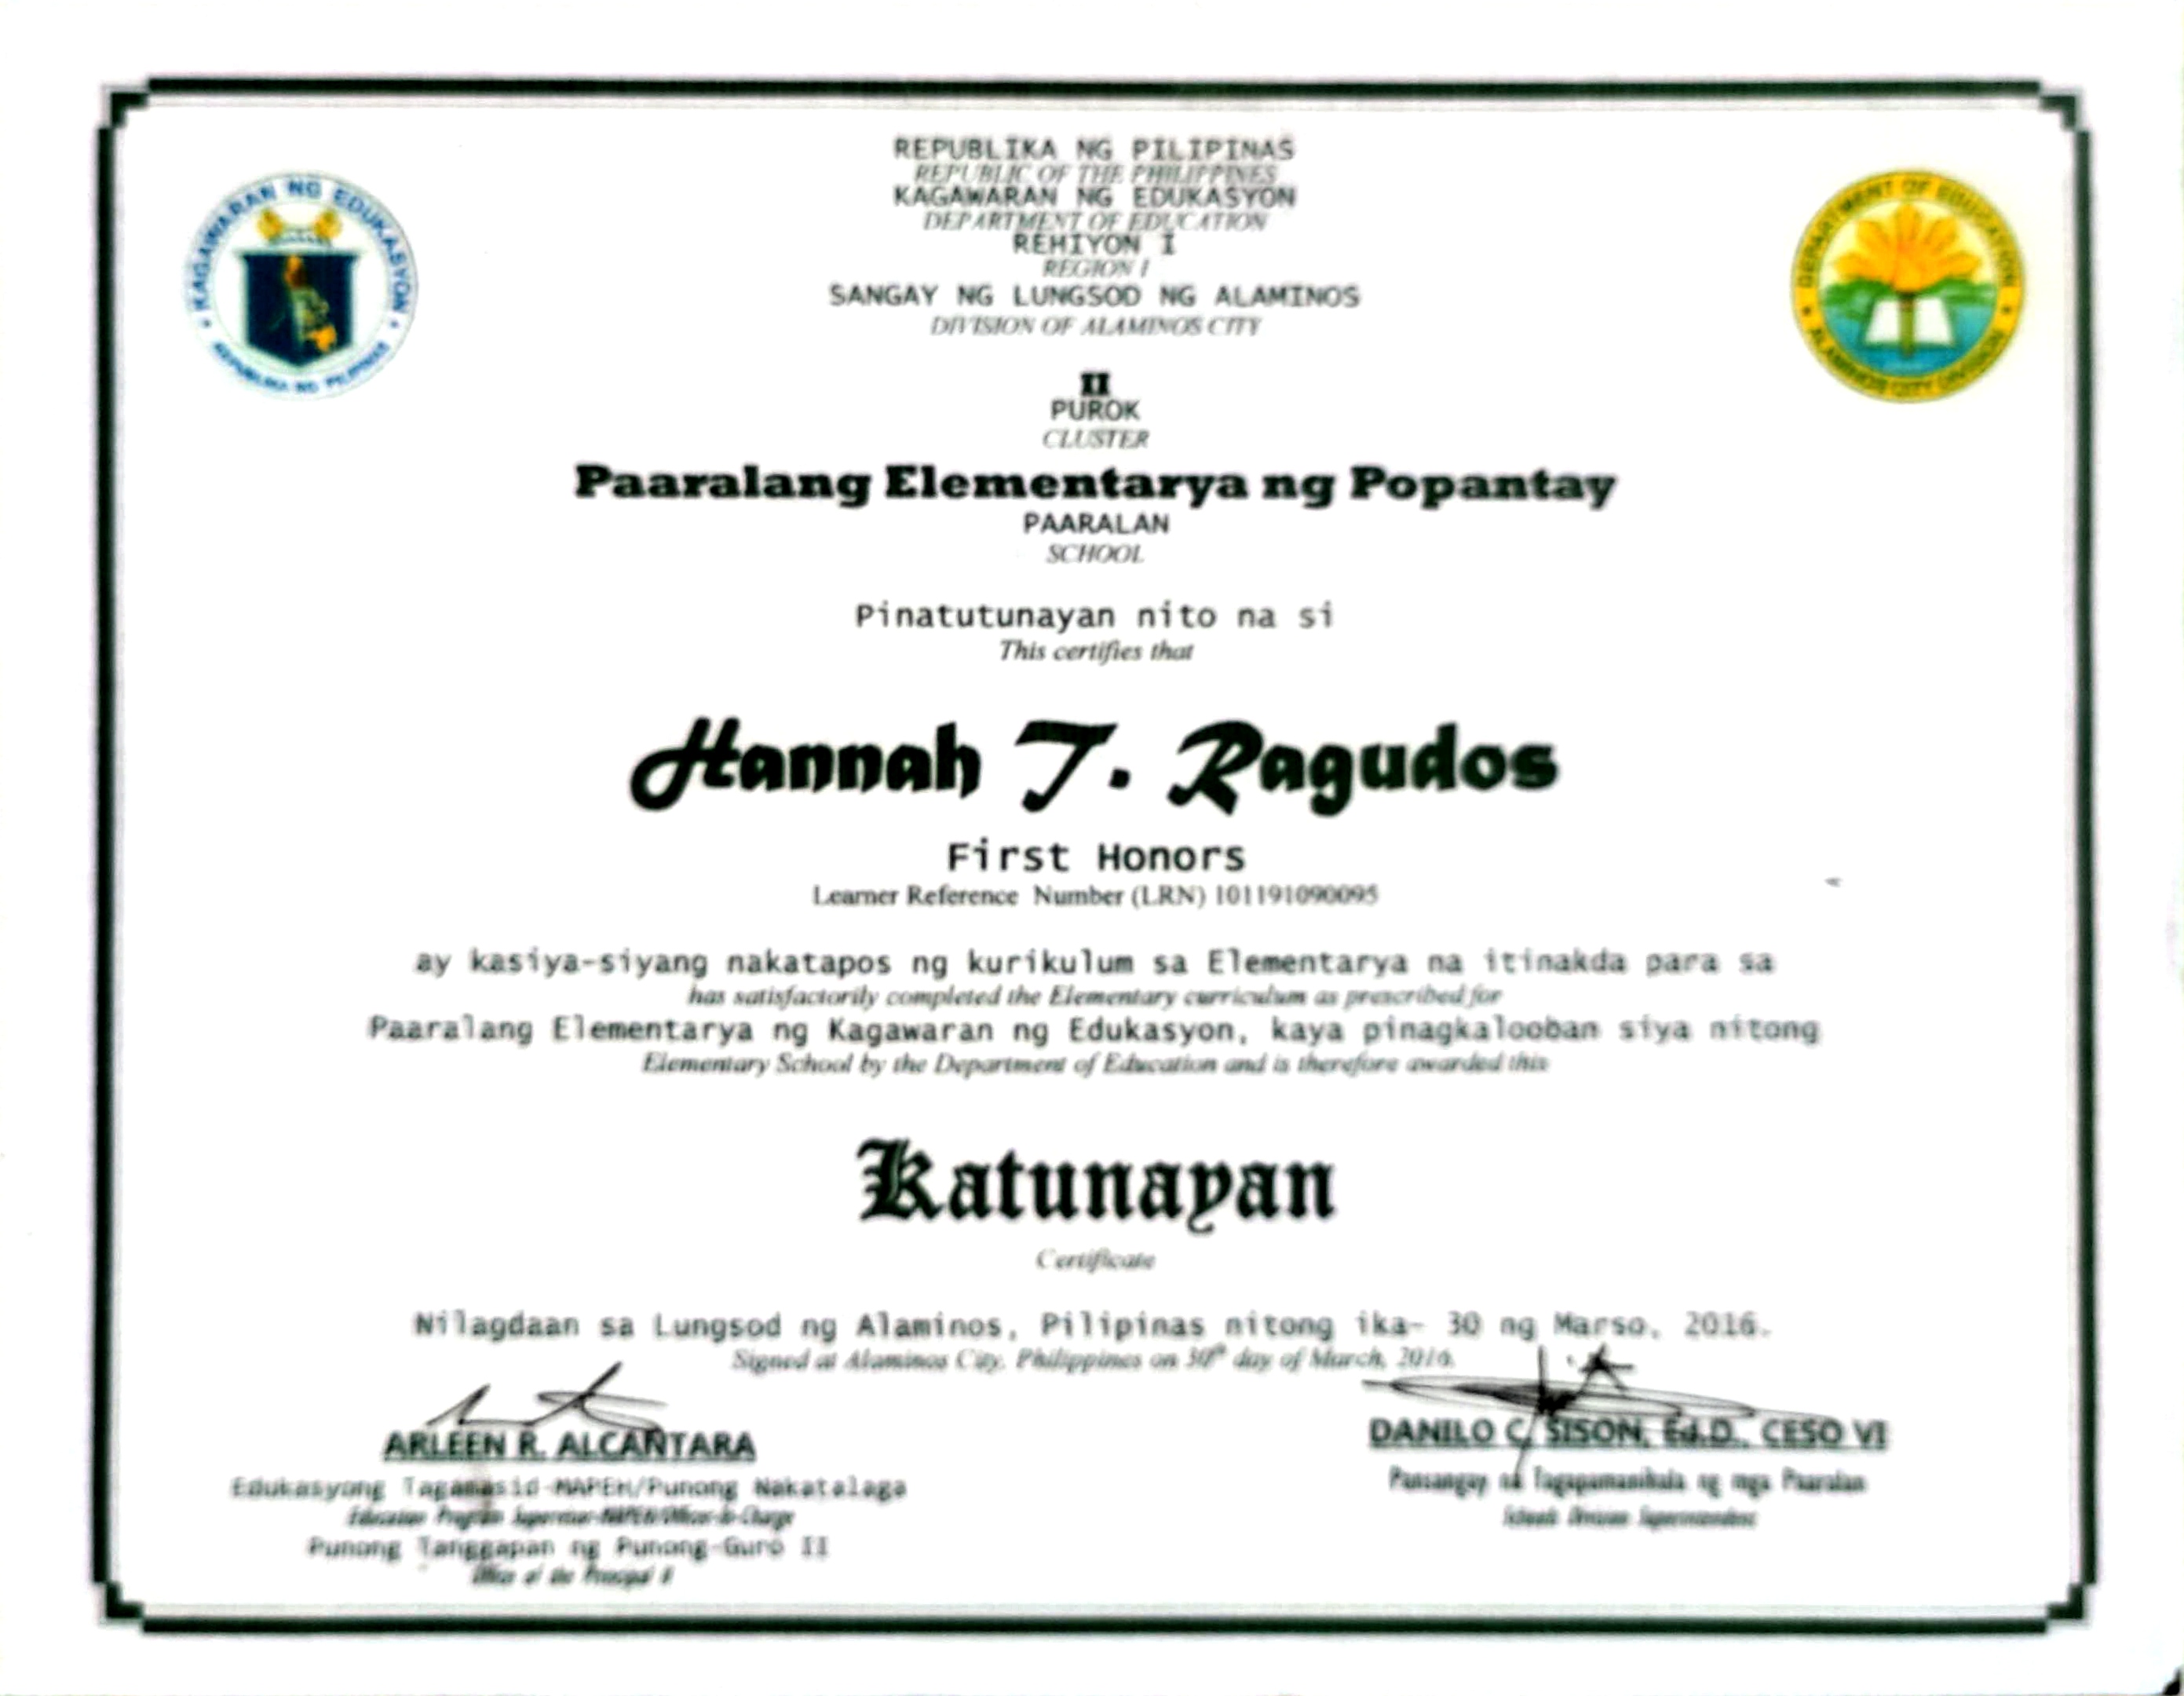 REPUBLIKA NG PILIPINAS
REPUBLIC OF THE PHILIPPINES
KAGAWARAN NG EDUKASYON
DEPARTMENT OF EDUCATION
REHIYON I
REGION I
SANGAY NG LUNGSOD NG ALAMINOS
DIVISION OF ALAMINOS CITY
KAGAWARAN NG EDUKASYON
REPUBLIKA NG PILIPINAS
DEPARTMENT OF EDUCATION
ALAMINOS CITY DIVISION
II
PUROK
CLUSTER
Paaralang Elementarya ng Popantay
PAARALAN
SCHOOL
Pinatutunayan nito na si
This certifies that
Hannah T. Ragudos
First Honors
Learner Reference Number (LRN) 101191090095
ay kasiya-siyang nakatapos ng kurikulum sa Elementarya na itinakda para sa
has satisfactorily completed the Elementary curriculum as prescribed for
Paaralang Elementarya ng Kagawaran ng Edukasyon, kaya pinagkalooban siya nitong
Elementary School by the Department of Education and is therefore awarded this
Katunayan
Certificate
Nilagdaan sa Lungsod ng Alaminos, Pilipinas nitong ika- 30 ng Marso, 2016.
Signed at Alaminos City, Philippines on 30th day of March, 2016.
ARLEEN R. ALCANTARA
Edukasyong Tagamasid-MAPEH/Punong Nakatalaga
Education Program Supervisor-MAPEH/Officer-In-Charge
Punong Tanggapan ng Punong-Guro II
Office of the Principal II
DANILO C. SISON, Ed.D., CESO VI
Pansangay na Tagapamanihala ng mga Paaralan
Schools Division Superintendent